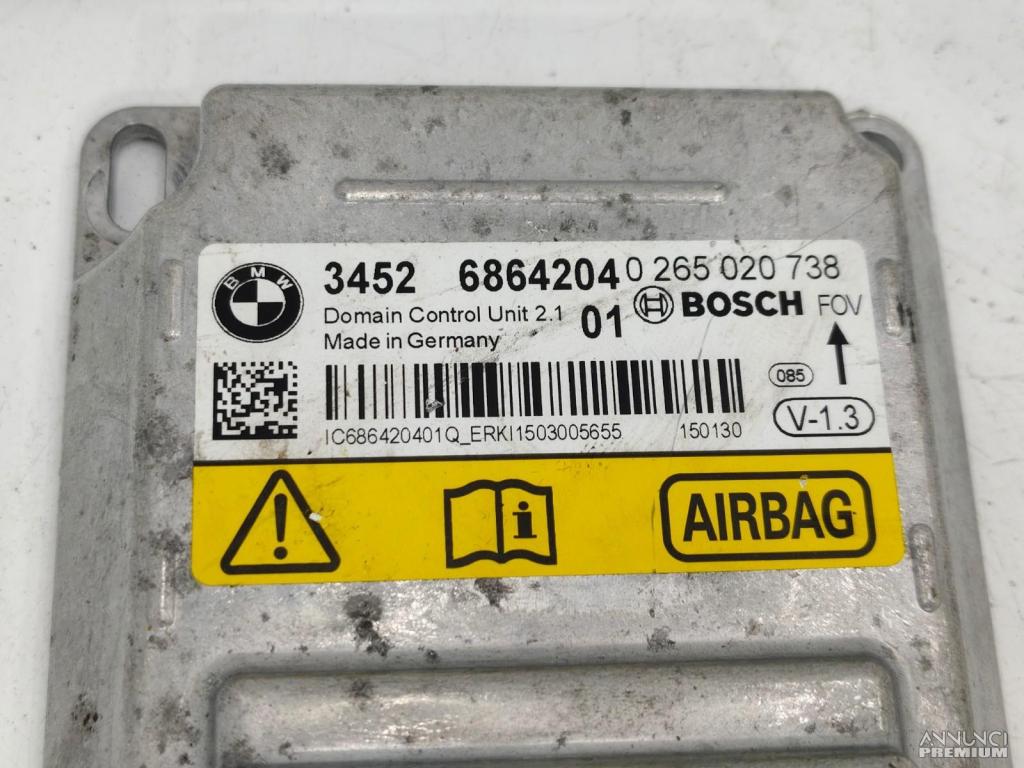 BMW
3452 6864204 0 265 020 738
Domain Control Unit 2.1 01 BOSCH FOV
Made in Germany
085
IC686420401Q_ERKI1503005655 150130 V-1.3
AIRBAG
ANNUNCI
PREMIUM